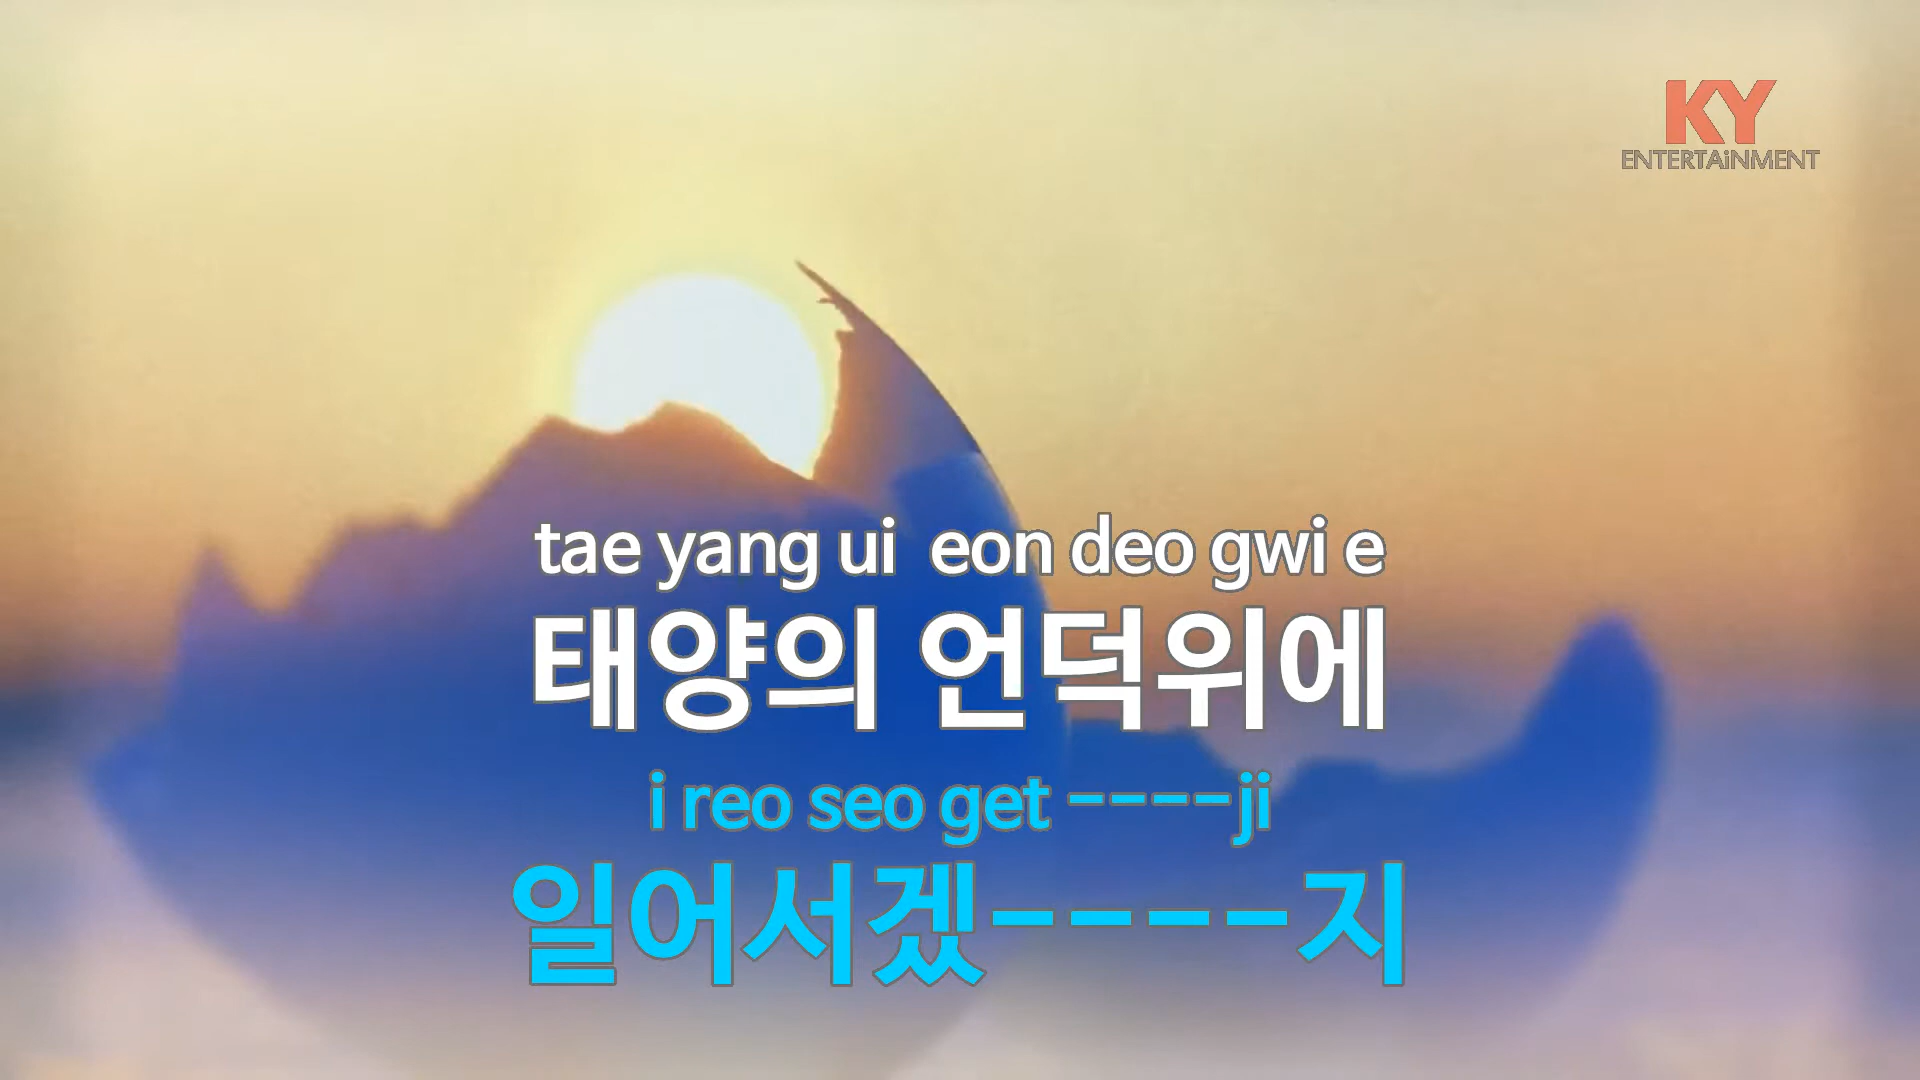 KY
ENTERTAiNMENT
tae yang ui eon deo gwi e
태양의 언덕위에
i reo seo get ----ji
일어서겠----지